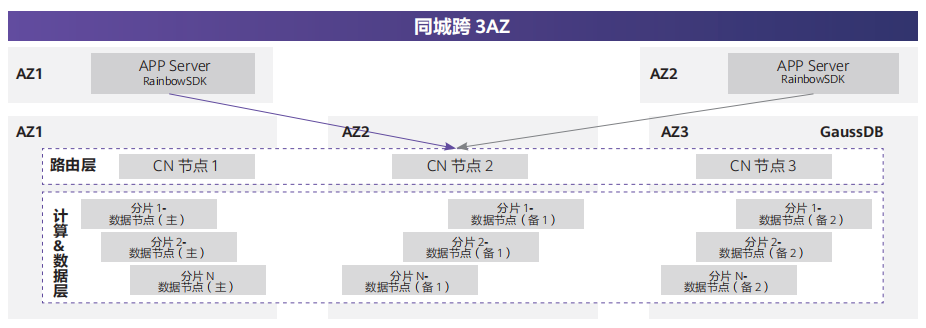 同城跨 3AZ
AZ1
APP Server
RainbowSDK
AZ2
APP Server
RainbowSDK
AZ1
AZ2
AZ3
GaussDB
路由层
CN 节点 1
CN 节点 2
CN 节点 3
计算&数据层
分片 1-
数据节点（主）
分片 1-
数据节点（备 1）
分片 1-
数据节点（备 2）
分片 2-
数据节点（主）
分片 2-
数据节点（备 1）
分片 2-
数据节点（备 2）
分片 N
数据节点（主）
分片 N-
数据节点（备 1）
分片 N-
数据节点（备 2）